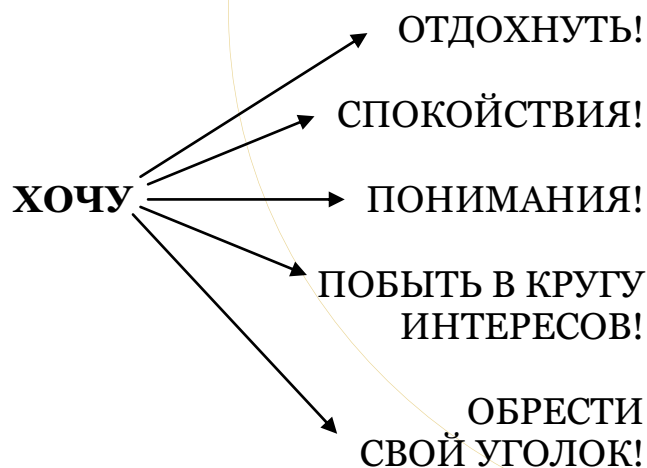 ОТДОХНУТЬ!
СПОКОЙСТВИЯ!
ХОЧУ
ПОНИМАНИЯ!
ПОБЫТЬ В КРУГУ
ИНТЕРЕСОВ!
ОБРЕСТИ
СВОЙ УГОЛОК!